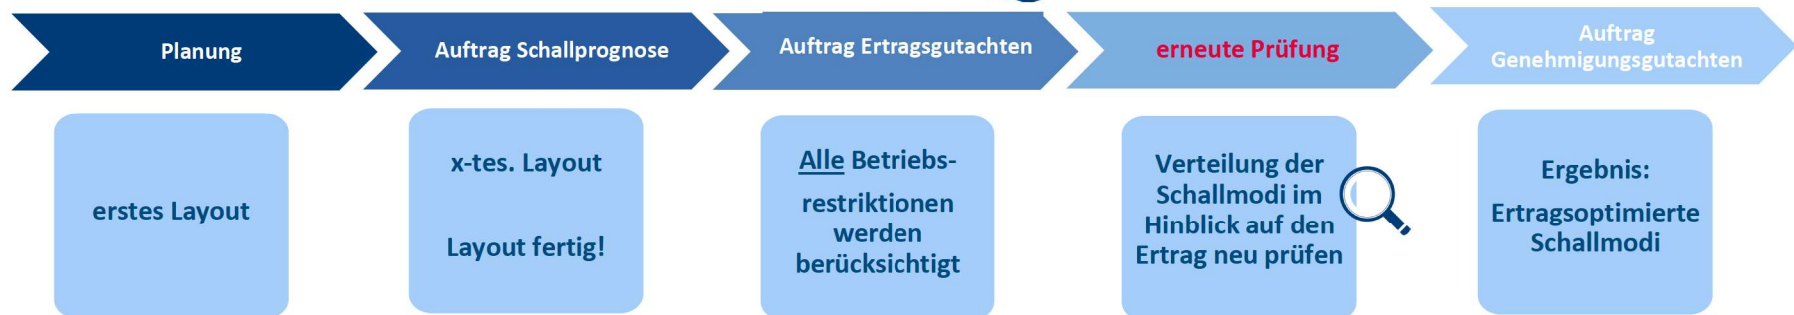 Planung
Auftrag Schallprognose
Auftrag Ertragsgutachten
erneute Prüfung
Auftrag
Genehmigungsgutachten
erstes Layout
x-tes. Layout
Layout fertig!
Alle Betriebs-
restriktionen
werden
berücksichtigt
Verteilung der
Schallmodi im
Hinblick auf den
Ertrag neu prüfen
Ergebnis:
Ertragsoptimierte
Schallmodi